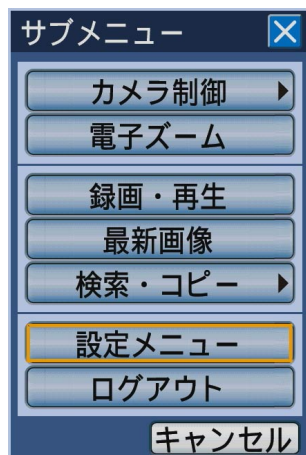 サブメニュー
カメラ制御
電子ズーム
録画・再生
最新画像
検索・コピー
設定メニュー
ログアウト
キャンセル